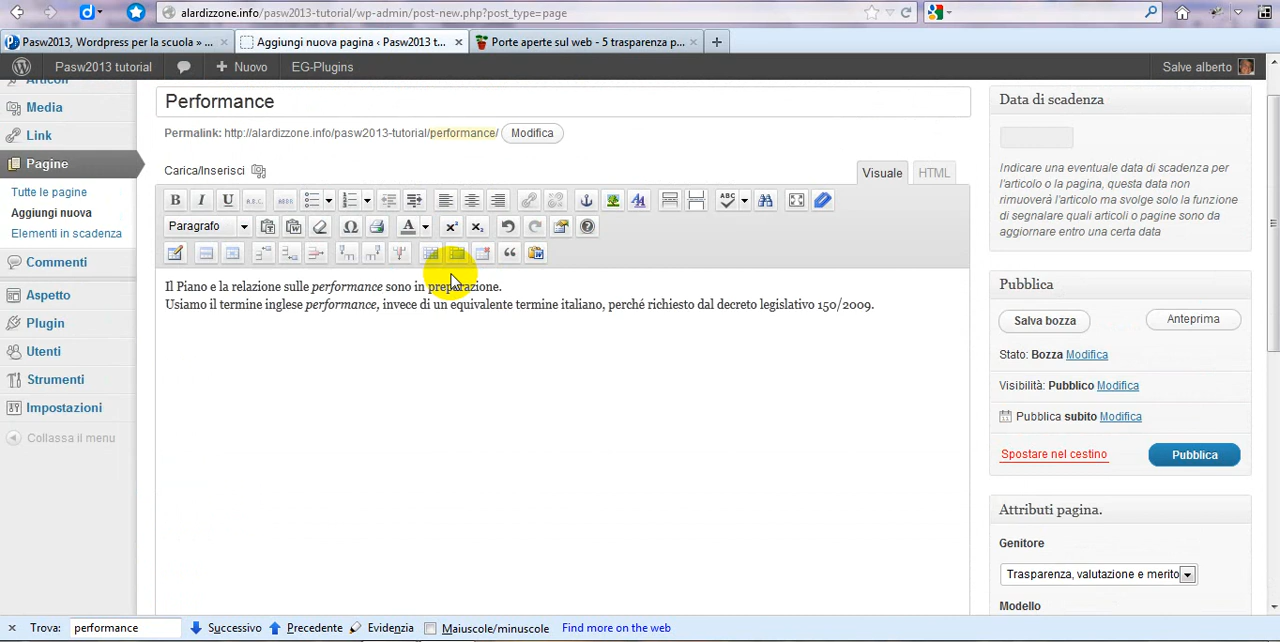 alardizzone.info/pasw2013-tutorial/wp-admin/post-new.php?post_type=page
Pasw2013, Wordpress per la scuola » ...
Aggiungi nuova pagina ‹ Pasw2013 t...
Porte aperte sul web - 5 trasparenza p...
Pasw2013 tutorial
Nuovo
EG-Plugins
Salve alberto
Articoli
Media
Link
Pagine
Tutte le pagine
Aggiungi nuova
Elementi in scadenza
Commenti
Aspetto
Plugin
Utenti
Strumenti
Impostazioni
Collassa il menu
Performance
Permalink: http://alardizzone.info/pasw2013-tutorial/performance/ Modifica
Carica/Inserisci
Visuale
HTML
B I U ABC
ABC
Paragrafo
Il Piano e la relazione sulle performance sono in preparazione.
Usiamo il termine inglese performance, invece di un equivalente termine italiano, perché richiesto dal decreto legislativo 150/2009.
Data di scadenza
Indicare una eventuale data di scadenza per
l'articolo o la pagina, questa data non
rimuoverà l'articolo ma svolge solo la funzione
di segnalare quali articoli o pagine sono da
aggiornare entro una certa data
Pubblica
Salva bozza
Anteprima
Stato: Bozza Modifica
Visibilità: Pubblico Modifica
Pubblica subito Modifica
Spostare nel cestino
Pubblica
Attributi pagina.
Genitore
Trasparenza, valutazione e merito
Modello
Trova: performance
Successivo
Precedente
Evidenzia
Maiuscole/minuscole
Find more on the web